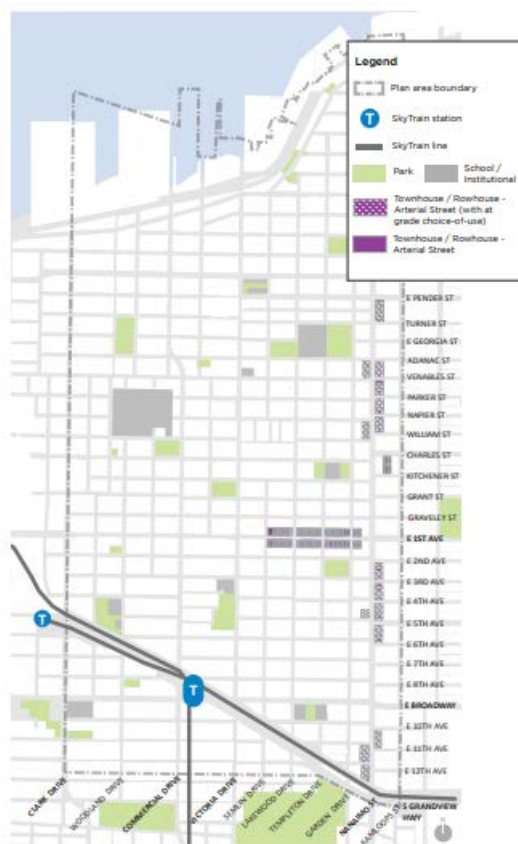 Legend
Plan area boundary
T
SkyTrain station
SkyTrain line
Park
School /
Institutional
Townhouse / Rowhouse -
Arterial Street (with at
grade choice-of-use)
Townhouse / Rowhouse -
Arterial Street
E PENDER ST
TURNER ST
E GEORGIA ST
ADANAC ST
VENABLES ST
PARKER ST
NAPIER ST
WILLIAM ST
CHARLES ST
KITCHENER ST
GRANT ST
GRAVELEY ST
E 1ST AVE
E 2ND AVE
E 3RD AVE
E 4TH AVE
T
E 5TH AVE
E 6TH AVE
E 7TH AVE
T
E 8TH AVE
E BROADWAY
E 10TH AVE
E 11TH AVE
E 12TH AVE
CLARK DRIVE
WOODLAND DRIVE
COMMERCIAL DRIVE
VICTORIA DRIVE
SEMLIN DRIVE
LAKEWOOD DRIVE
TEMPLETON DRIVE
GARDEN DRIVE
NANAIMO ST
KAMLOOPS ST
S GRANDVIEW
HWY